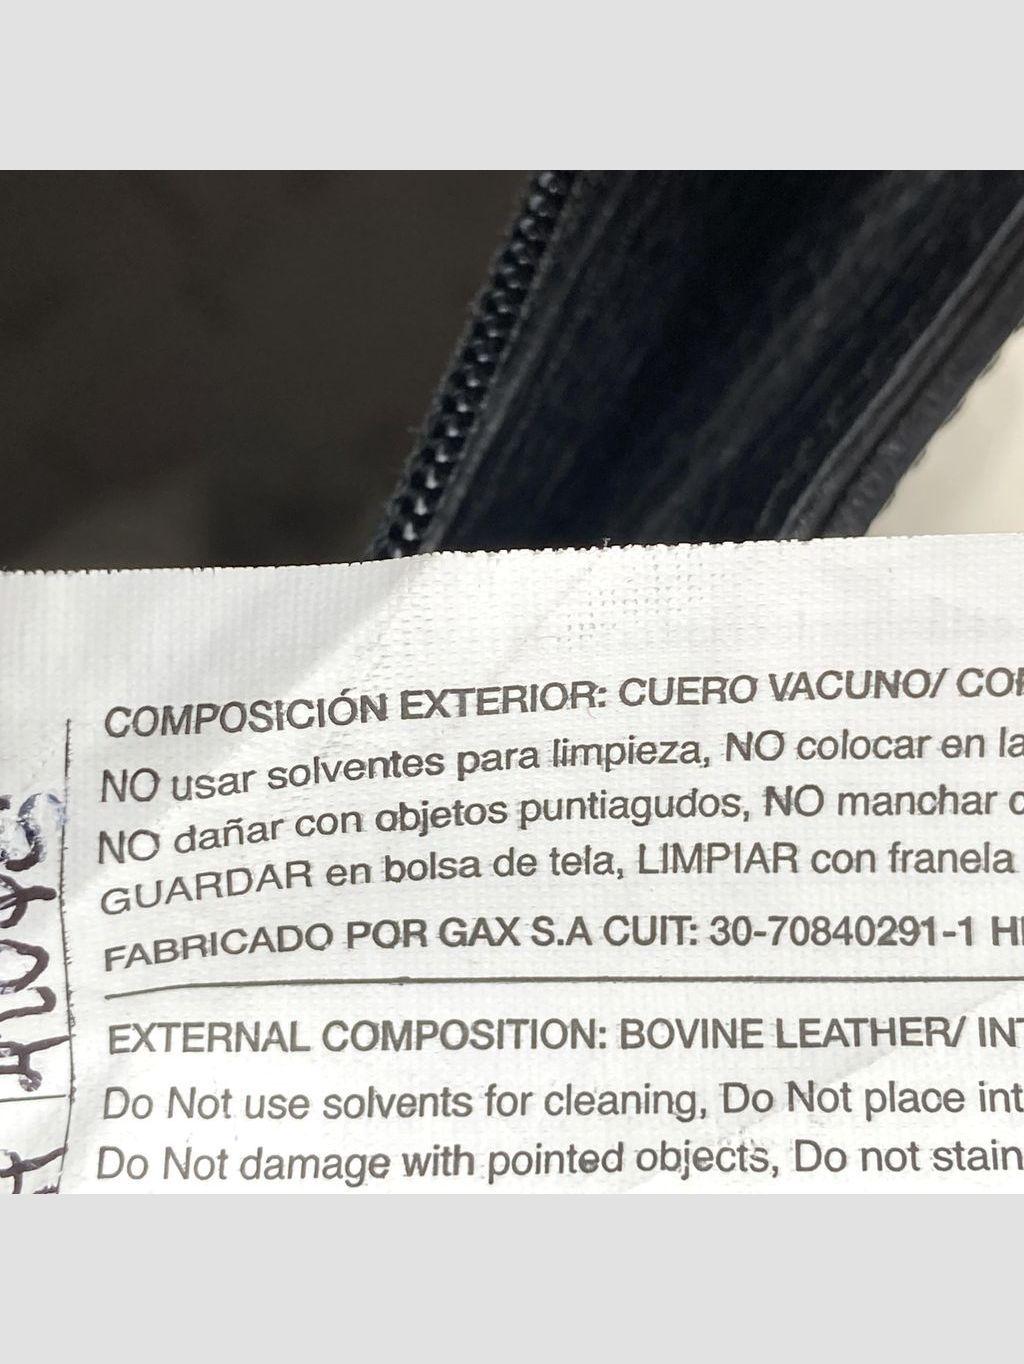 COMPOSICIÓN EXTERIOR: CUERO VACUNO/
NO usar solventes para limpieza, NO colocar en la
NO dañar con objetos puntiagudos, NO manchar
GUARDAR en bolsa de tela, LIMPIAR con franela
FABRICADO POR GAX S.A CUIT: 30-70840291-1
EXTERNAL COMPOSITION: BOVINE LEATHER/
Do Not use solvents for cleaning, Do Not place
Do Not damage with pointed objects, Do not stain